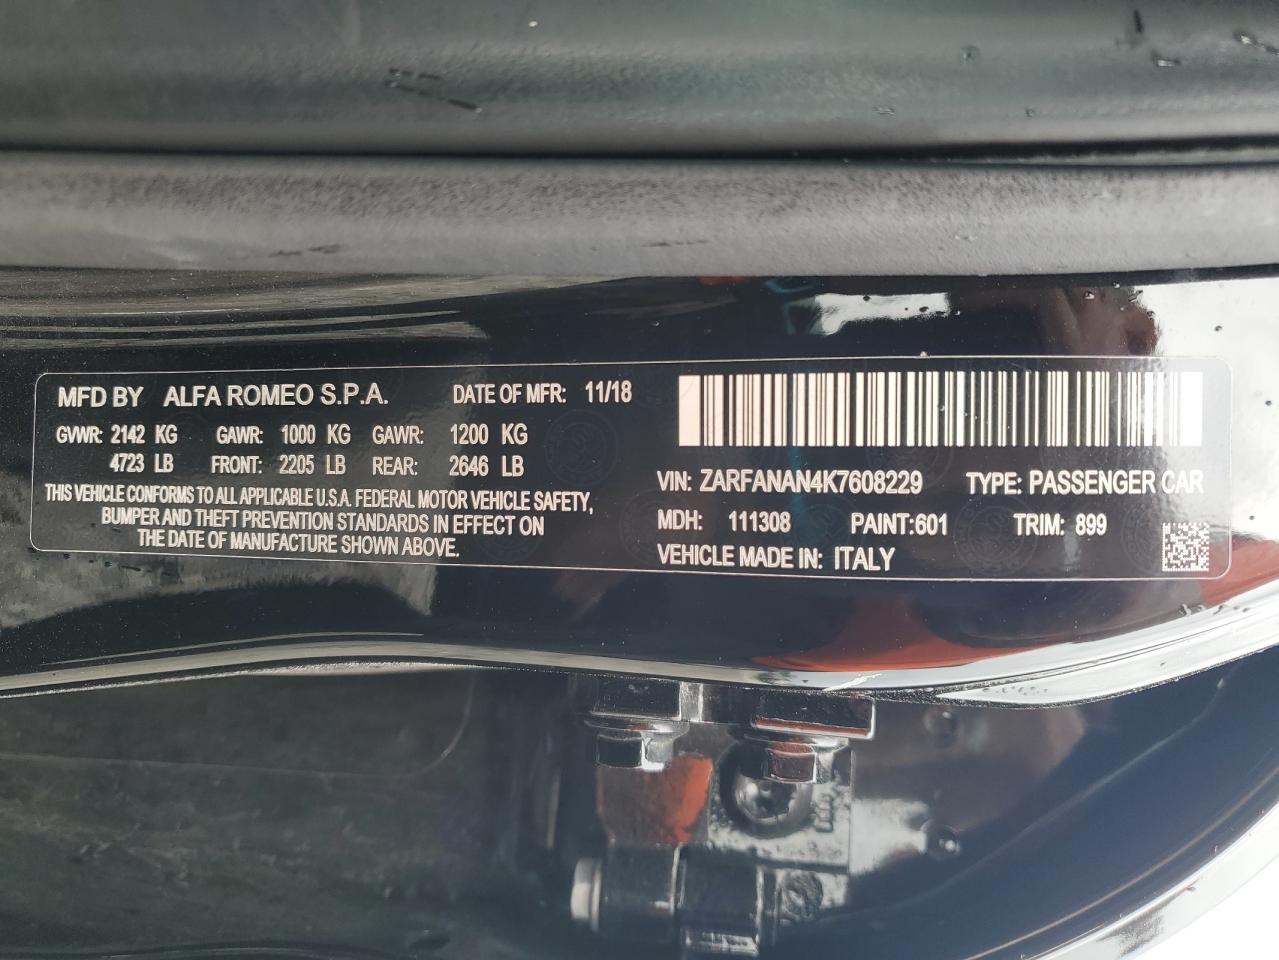 MFD BY ALFA ROMEO S.P.A. DATE OF MFR: 11/18
GVWR: 2142 KG GAWR: 1000 KG GAWR: 1200 KG
4723 LB FRONT: 2205 LB REAR: 2646 LB
THIS VEHICLE CONFORMS TO ALL APPLICABLE U.S.A. FEDERAL MOTOR VEHICLE SAFETY,
BUMPER AND THEFT PREVENTION STANDARDS IN EFFECT ON
THE DATE OF MANUFACTURE SHOWN ABOVE.
VIN: ZARFANAN4K7608229 TYPE: PASSENGER CAR
MDH: 111308 PAINT:601 TRIM: 899
VEHICLE MADE IN: ITALY